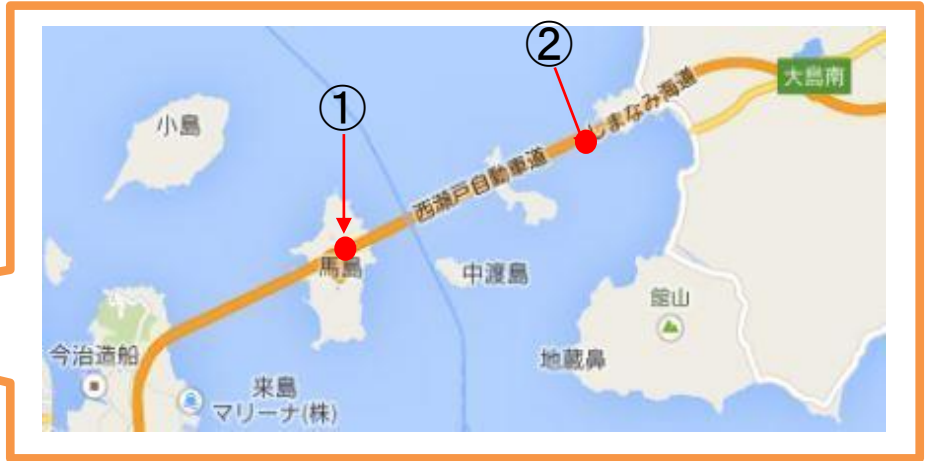 ②
大島南
①
小島
しまなみ海道
西瀬戸自動車道
馬島
中渡島
館山
今治造船
地蔵鼻
来島
マリーナ(株)